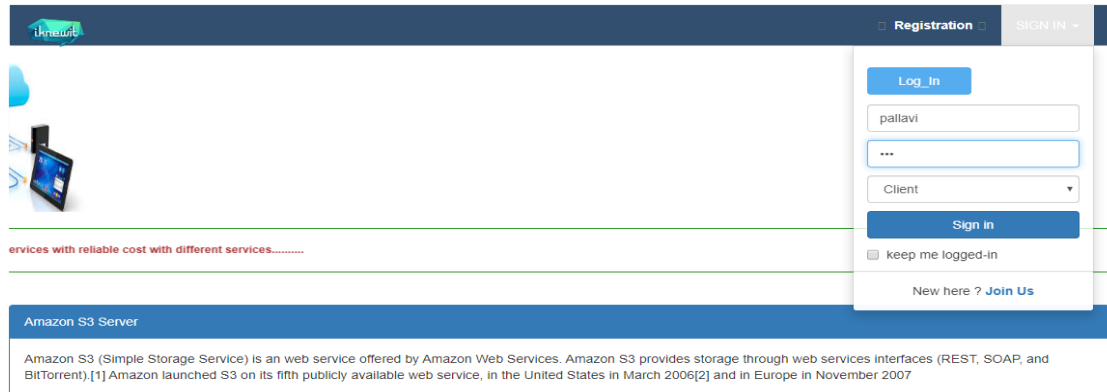 iknewit
Registration
SIGN IN
Log_In
pallavi
•••
Client
Sign in
keep me logged-in
New here ? Join Us
ervices with reliable cost with different services..........
Amazon S3 Server
Amazon S3 (Simple Storage Service) is an web service offered by Amazon Web Services. Amazon S3 provides storage through web services interfaces (REST, SOAP, and
BitTorrent).[1] Amazon launched S3 on its fifth publicly available web service, in the United States in March 2006[2] and in Europe in November 2007